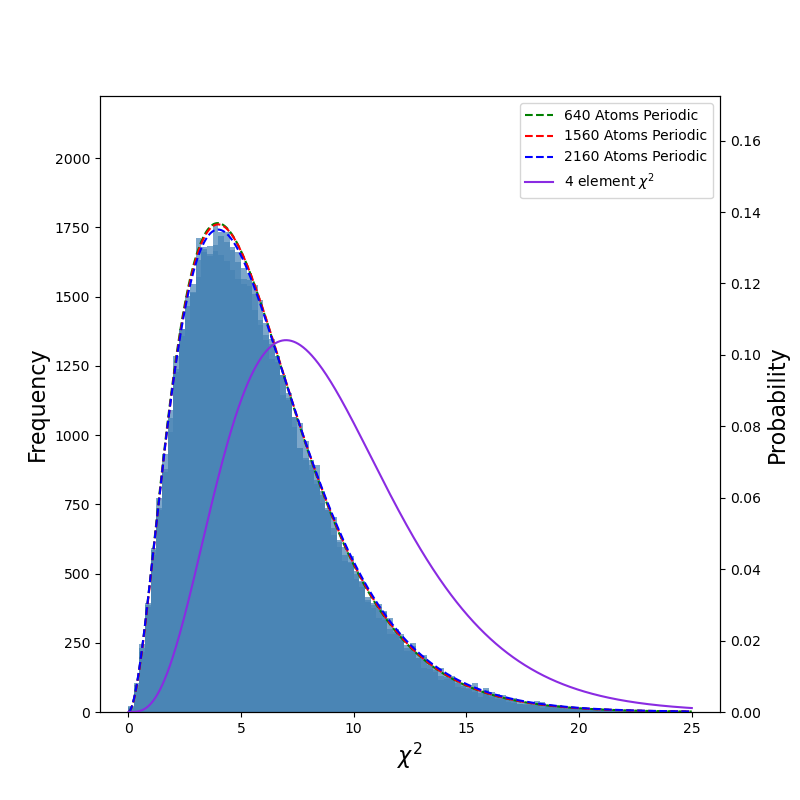 640 Atoms Periodic
1560 Atoms Periodic
2160 Atoms Periodic
4 element χ²
Frequency
2000
1750
1500
1250
1000
750
500
250
0
Probability
0.16
0.14
0.12
0.10
0.08
0.06
0.04
0.02
0.00
0 5 10 15 20 25
χ²